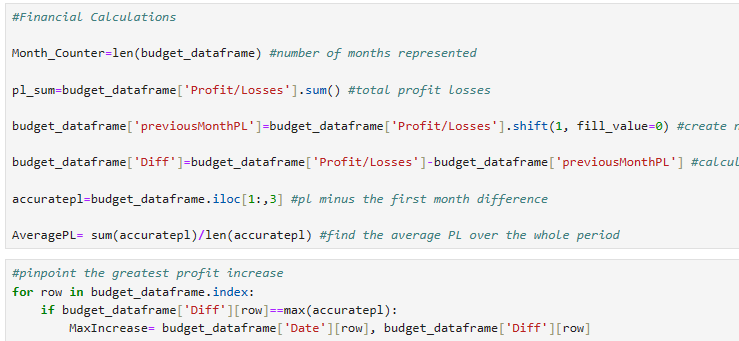 #Financial Calculations
Month_Counter=len(budget_dataframe) #number of months represented
pl_sum=budget_dataframe['Profit/Losses'].sum() #total profit losses
budget_dataframe['previousMonthPL']=budget_dataframe['Profit/Losses'].shift(1, fill_value=0) #create
budget_dataframe['Diff']=budget_dataframe['Profit/Losses']-budget_dataframe['previousMonthPL']
accuratepl=budget_dataframe.iloc[1:,3] #pl minus the first month difference
AveragePL= sum(accuratepl)/len(accuratepl) #find the average PL over the whole period
#pinpoint the greatest profit increase
for row in budget_dataframe.index:
    if budget_dataframe['Diff'][row]==max(accuratepl):
        MaxIncrease= budget_dataframe['Date'][row], budget_dataframe['Diff'][row]